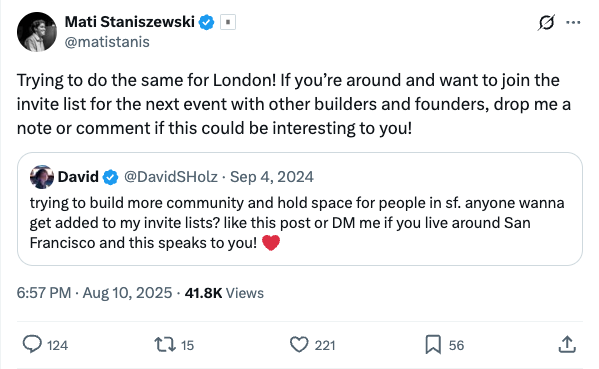 Mati Staniszewski
@matistanis
Trying to do the same for London! If you’re around and want to join the
invite list for the next event with other builders and founders, drop me a
note or comment if this could be interesting to you!
David @DavidSHolz · Sep 4, 2024
trying to build more community and hold space for people in sf. anyone wanna
get added to my invite lists? like this post or DM me if you live around San
Francisco and this speaks to you! ❤️
6:57 PM · Aug 10, 2025 · 41.8K Views
124 15 221 56